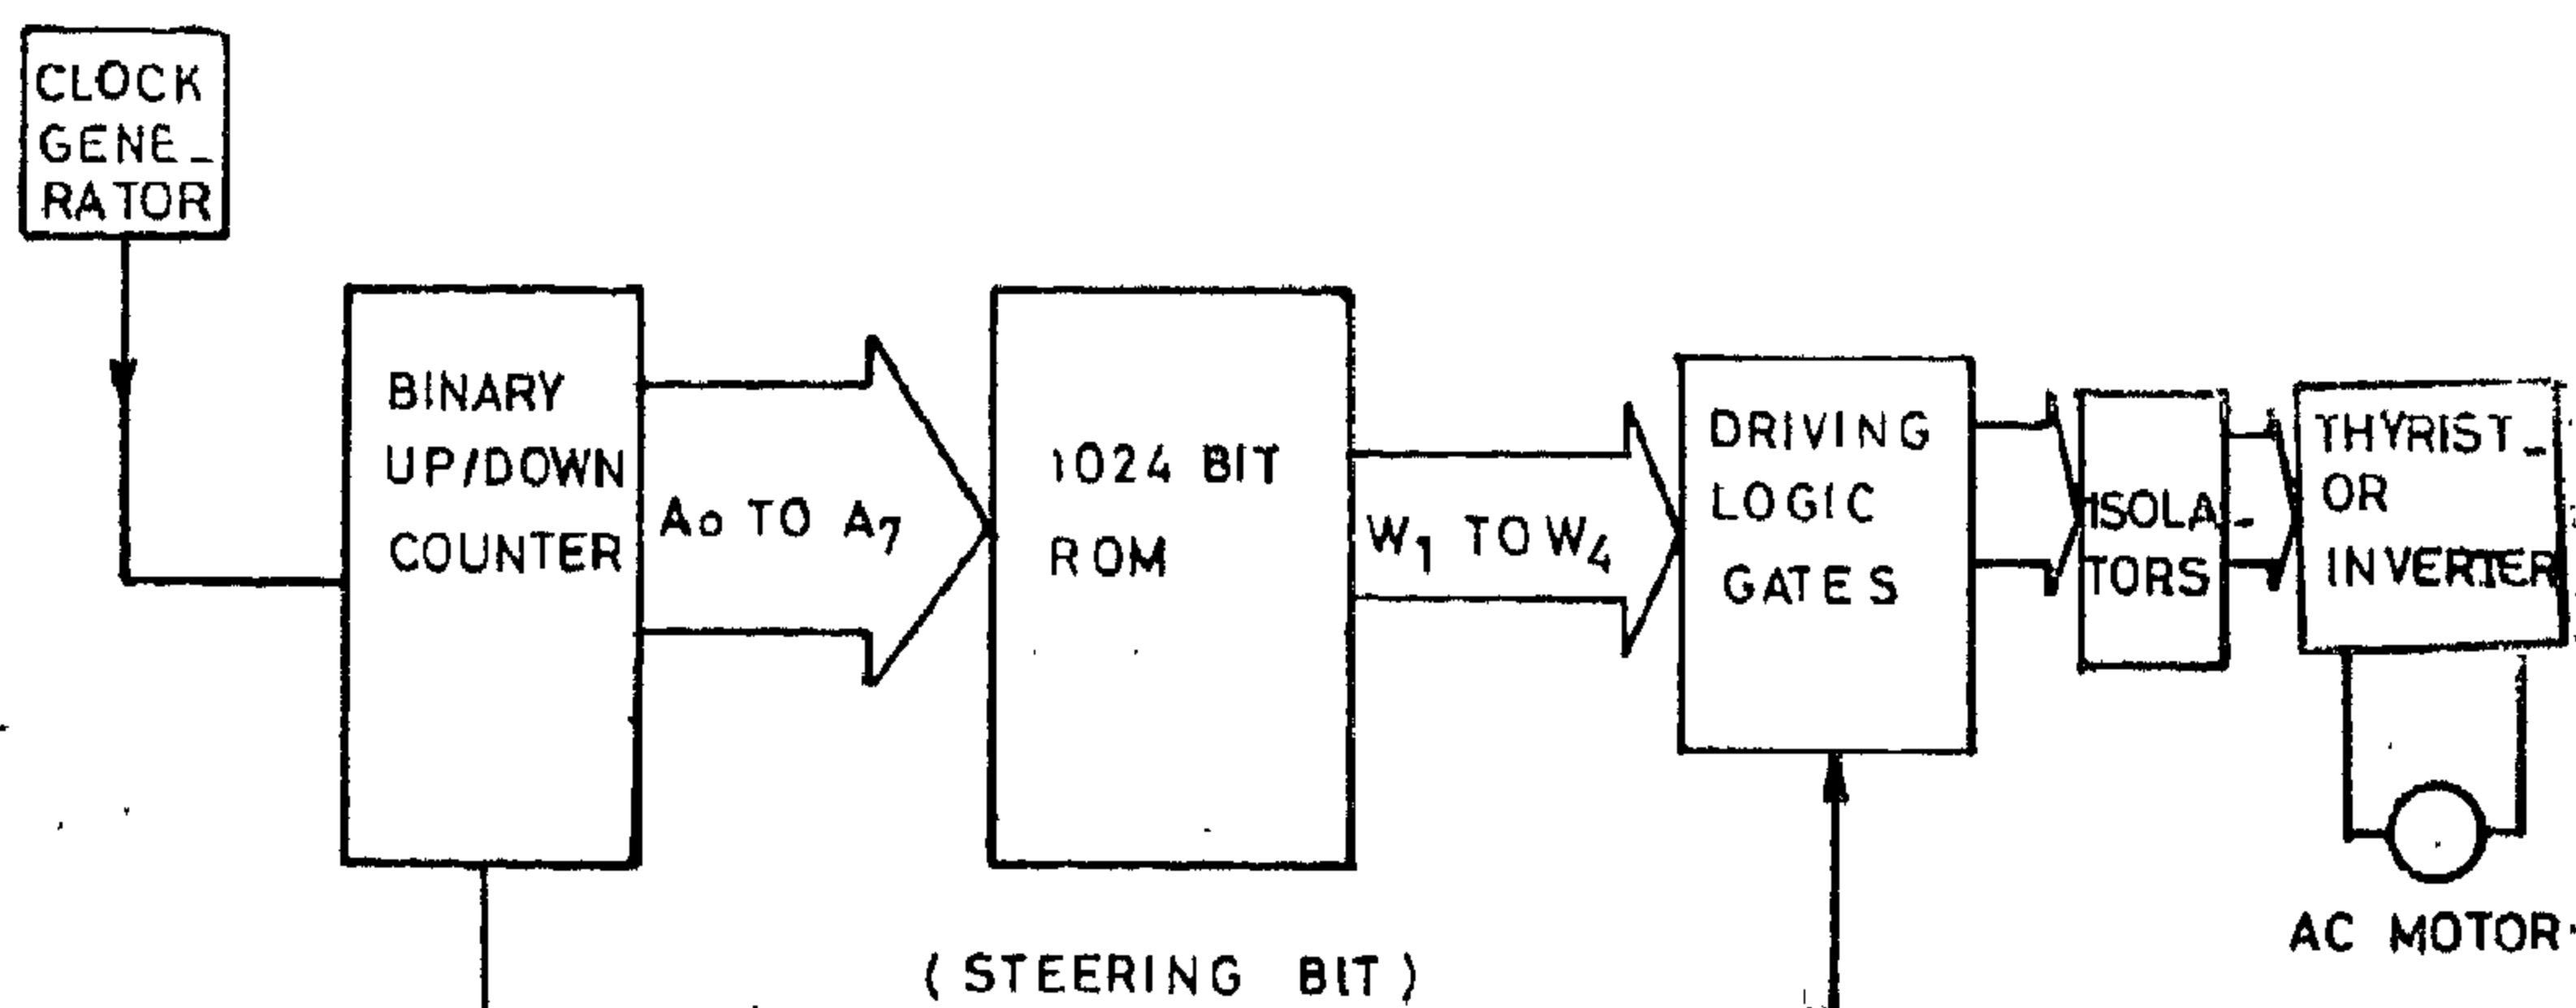 CLOCK
GENE_
RATOR
BINARY
UP/DOWN
COUNTER
A0 TO A7
1024 BIT
ROM
W1 TO W4
DRIVING
LOGIC
GATES
ISOLA_
TORS
THYRIST_
OR
INVERTER
AC MOTOR
(STEERING BIT)